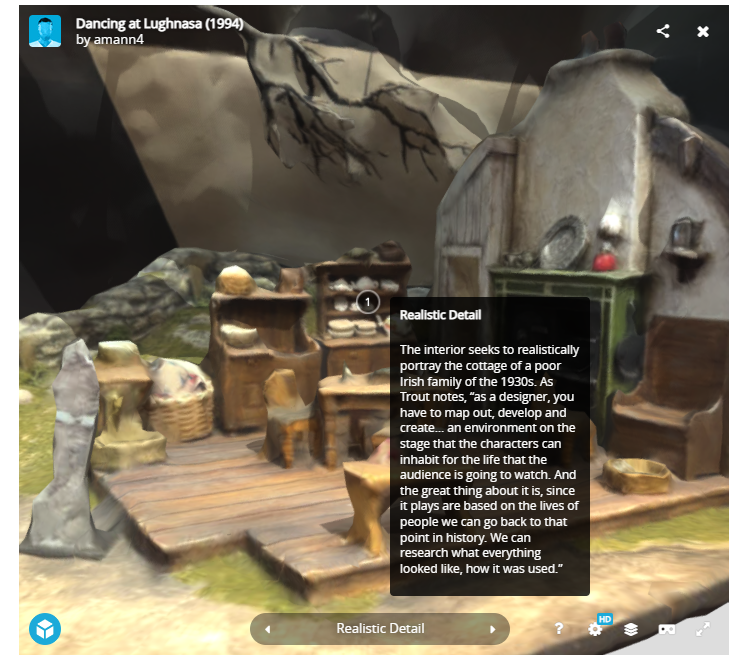 Dancing at Lughnasa (1994)
by amann4
1
Realistic Detail
The interior seeks to realistically
portray the cottage of a poor
Irish family of the 1930s. As
Trout notes, “as a designer, you
have to map out, develop and
create... an environment on the
stage that the characters can
inhabit for the life that the
audience is going to watch. And
the great thing about it is, since
it plays are based on the lives of
people we can go back to that
point in history. We can
research what everything
looked like, how it was used.”
Realistic Detail
?
HD